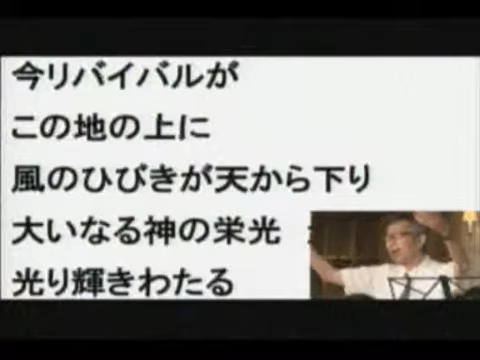 今リバイバルが
この地の上に
風のひびきが天から下り
大いなる神の栄光
光り輝きわたる